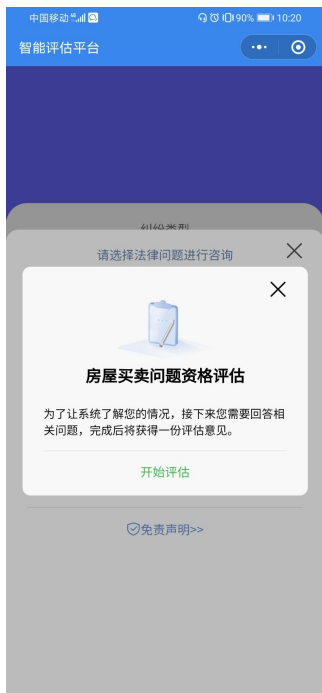 中国移动 90% 10:20
智能评估平台
纠纷类型
请选择法律问题进行咨询
房屋买卖问题资格评估
为了让系统了解您的情况，接下来您需要回答相
关问题，完成后将获得一份评估意见。
开始评估
免责声明>>